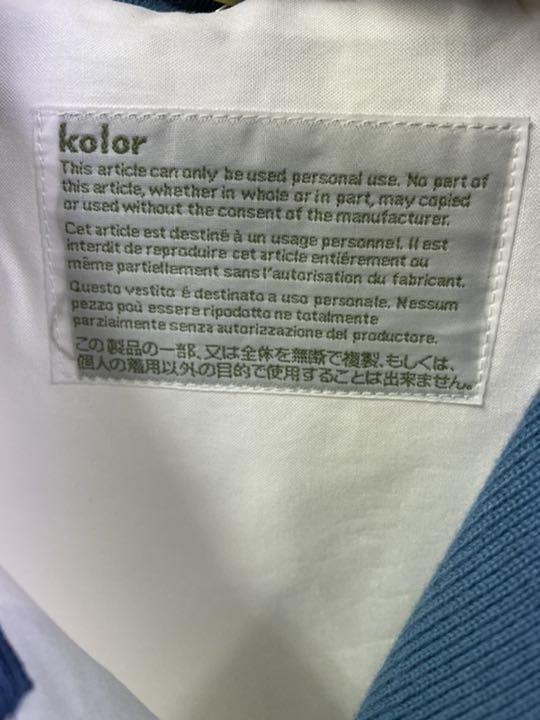 kolor
This article can only be used personal use. No part of
this article, whether in whole or in part, may copied
or used without the consent of the manufacturer.
Cet article est destiné à un usage personnel. Il est
interdit de reproduire cet article entiérement ou
même partiellement sans l'autorisation du fabricant.
Questo vestito é destinato a uso personale. Nessum
pezzo può essere ripodotto ne totalmente
parzialmente senza autorizzazione del productore.
この製品の一部、又は全体を無断で複製、もしくは、
個人の着用以外の目的で使用することは出来ません。